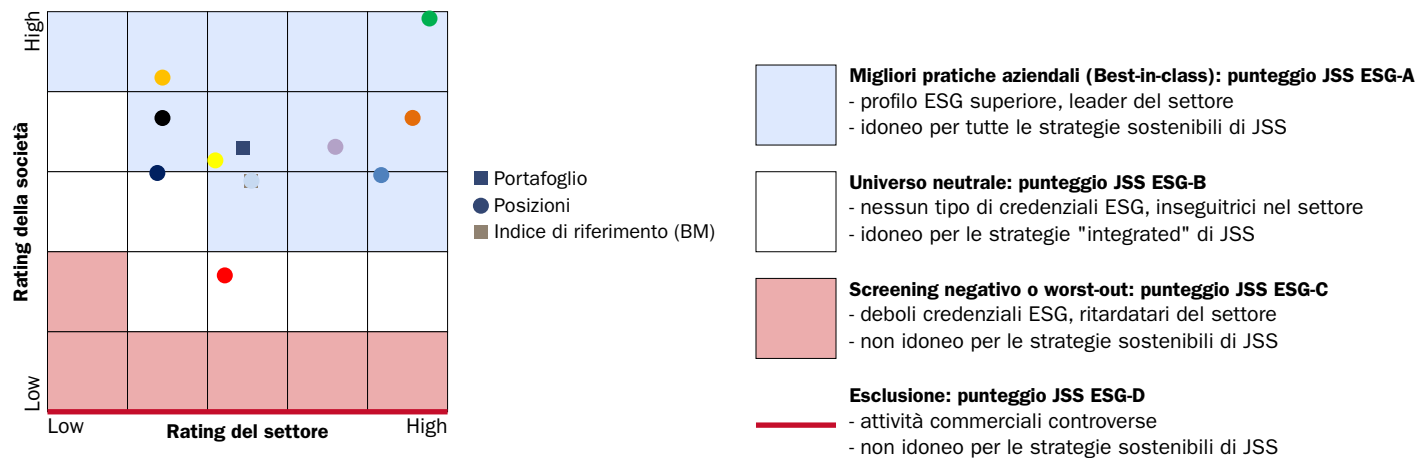 High
Rating della società
Low
Low
Rating del settore
High
Portafoglio
Posizioni
Indice di riferimento (BM)
Migliori pratiche aziendali (Best-in-class): punteggio JSS ESG-A
- profilo ESG superiore, leader del settore
- idoneo per tutte le strategie sostenibili di JSS
Universo neutrale: punteggio JSS ESG-B
- nessun tipo di credenziali ESG, inseguitrici nel settore
- idoneo per le strategie "integrated" di JSS
Screening negativo o worst-out: punteggio JSS ESG-C
- deboli credenziali ESG, ritardatari del settore
- non idoneo per le strategie sostenibili di JSS
Esclusione: punteggio JSS ESG-D
- attività commerciali controverse
- non idoneo per le strategie sostenibili di JSS